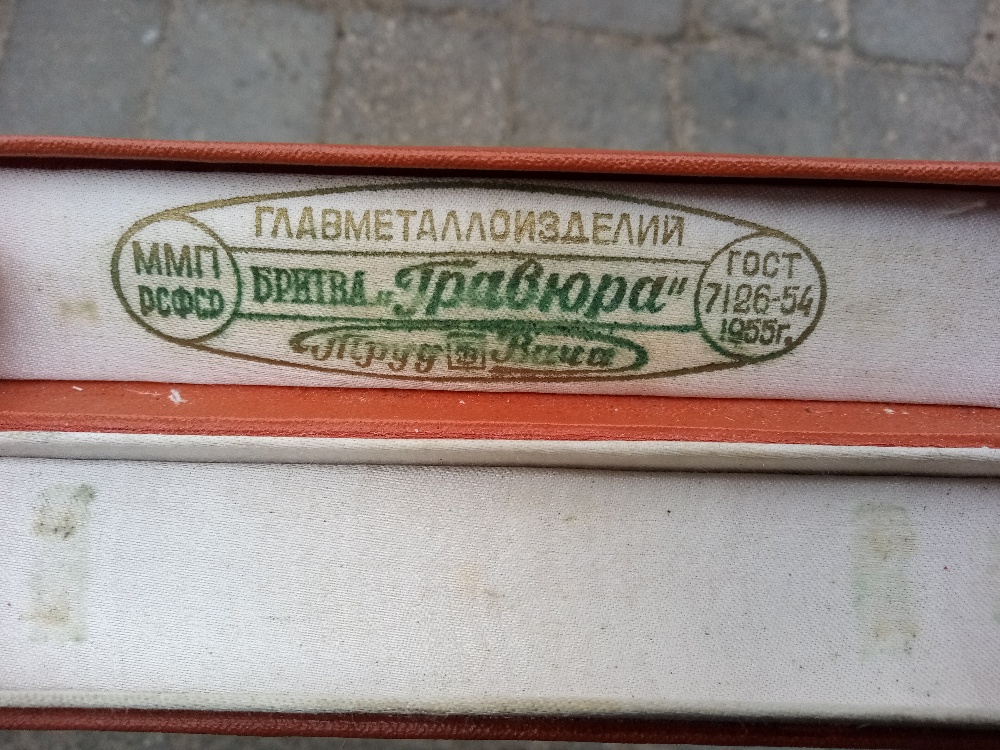 ГЛАВМЕТАЛЛОИЗДЕЛИЙ
ММП
РСФСР
БРИТВА „Гравюра“
ГОСТ
7126-54
1955г.
Труд Вача